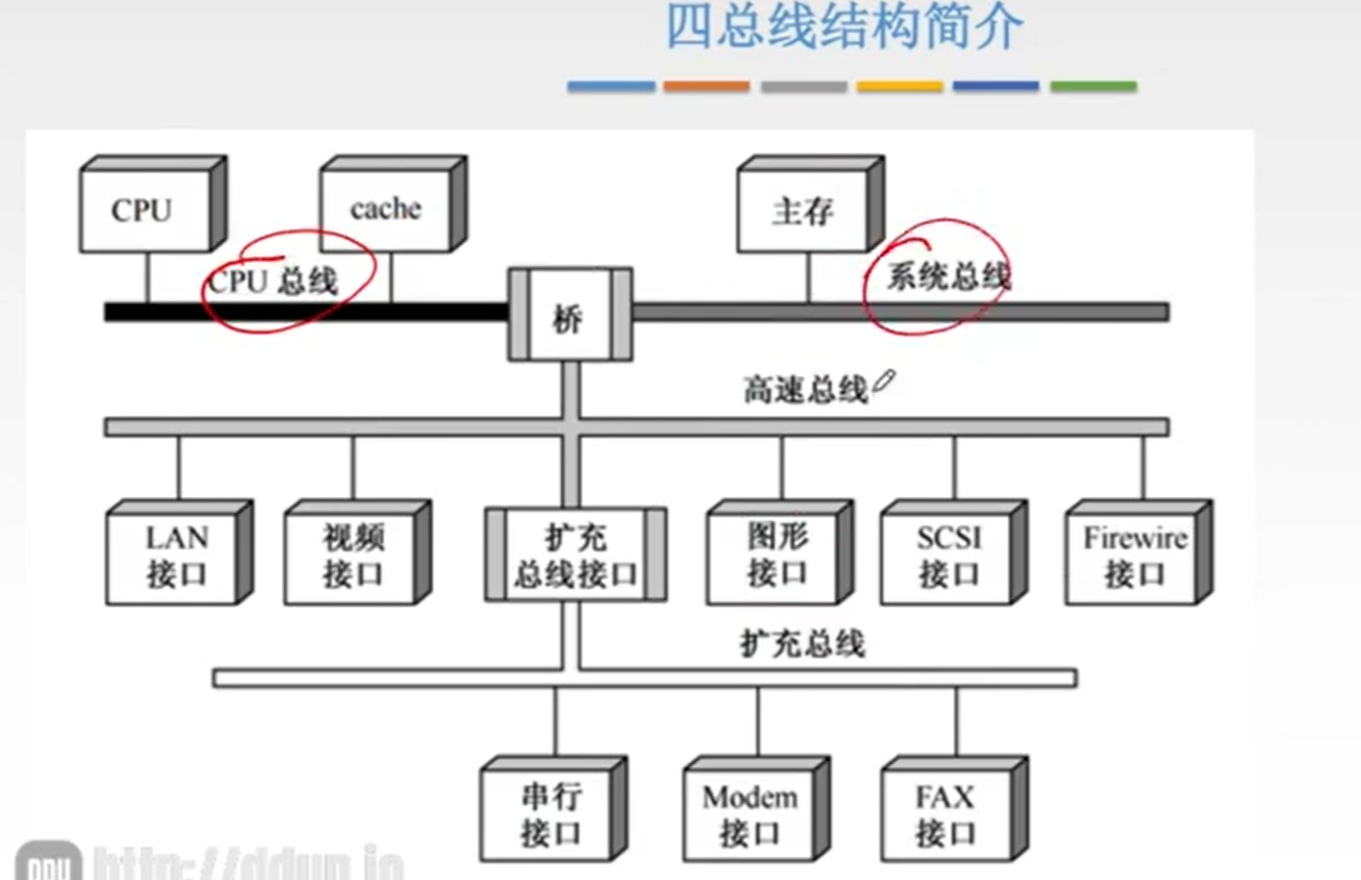 四总线结构简介
CPU
cache
主存
CPU 总线
系统总线
桥
高速总线
LAN
接口
视频
接口
扩充
总线接口
图形
接口
SCSI
接口
Firewire
接口
扩充总线
串行
接口
Modem
接口
FAX
接口